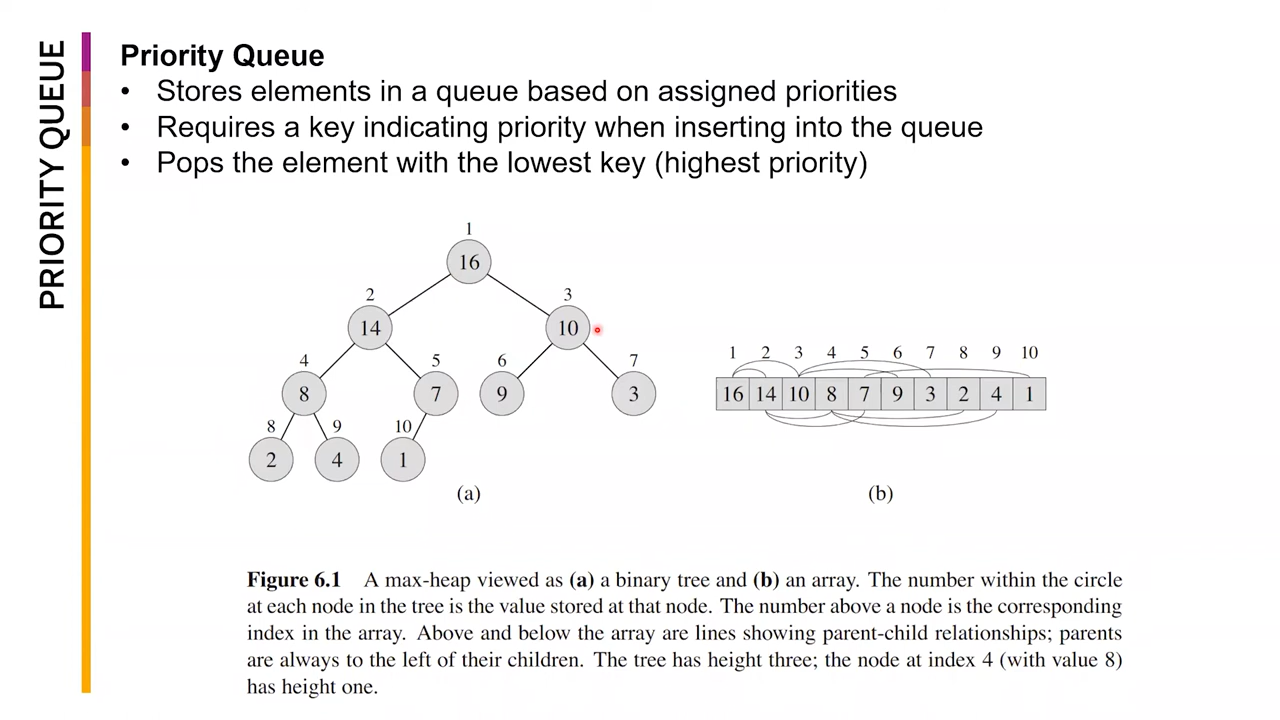 PRIORITY QUEUE
Priority Queue
• Stores elements in a queue based on assigned priorities
• Requires a key indicating priority when inserting into the queue
• Pops the element with the lowest key (highest priority)
1
16
2 3
14 10
4 5 6 7
8 7 9 3
8 9 10
2 4 1
(a)
1 2 3 4 5 6 7 8 9 10
16 14 10 8 7 9 3 2 4 1
(b)
Figure 6.1 A max-heap viewed as (a) a binary tree and (b) an array. The number within the circle
at each node in the tree is the value stored at that node. The number above a node is the corresponding
index in the array. Above and below the array are lines showing parent-child relationships; parents
are always to the left of their children. The tree has height three; the node at index 4 (with value 8)
has height one.